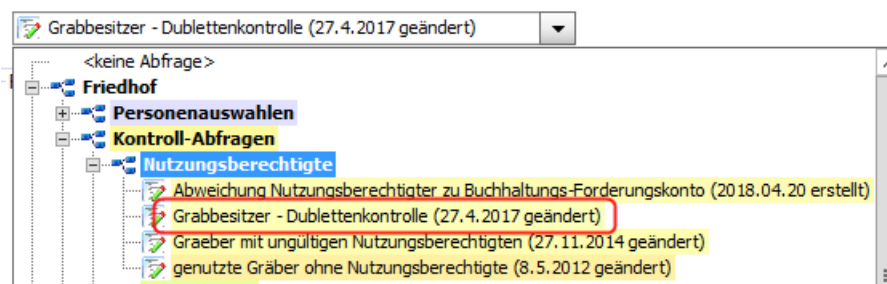 Grabbesitzer - Dublettenkontrolle (27.4.2017 geändert)
<keine Abfrage>
Friedhof
Personenauswahlen
Kontroll-Abfragen
Nutzungsberechtigte
Abweichung Nutzungsberechtigter zu Buchhaltungs-Forderungskonto (2018.04.20 erstellt)
Grabbesitzer - Dublettenkontrolle (27.4.2017 geändert)
Graeber mit ungültigen Nutzungsberechtigten (27.11.2014 geändert)
genutzte Gräber ohne Nutzungsberechtigte (8.5.2012 geändert)